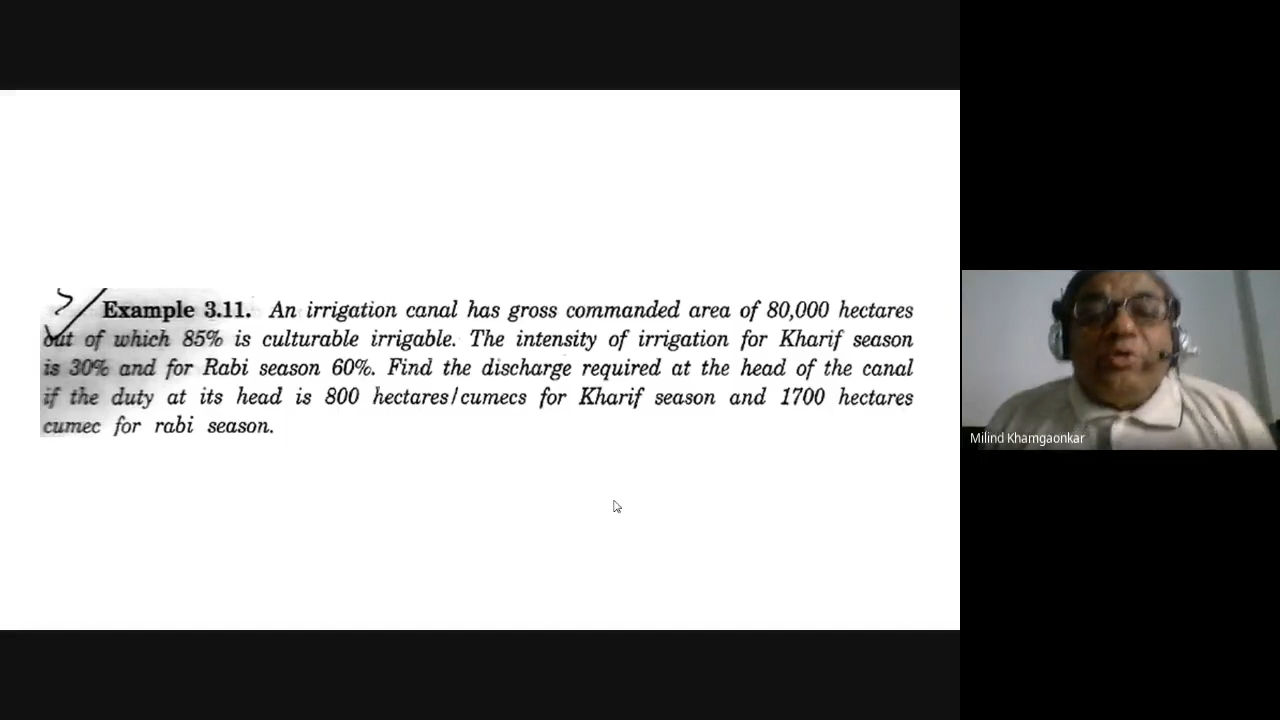 Example 3.11. An irrigation canal has gross commanded area of 80,000 hectares
out of which 85% is culturable irrigable. The intensity of irrigation for Kharif season
is 30% and for Rabi season 60%. Find the discharge required at the head of the canal
if the duty at its head is 800 hectares/cumecs for Kharif season and 1700 hectares
cumec for rabi season.
Milind Khamgaonkar